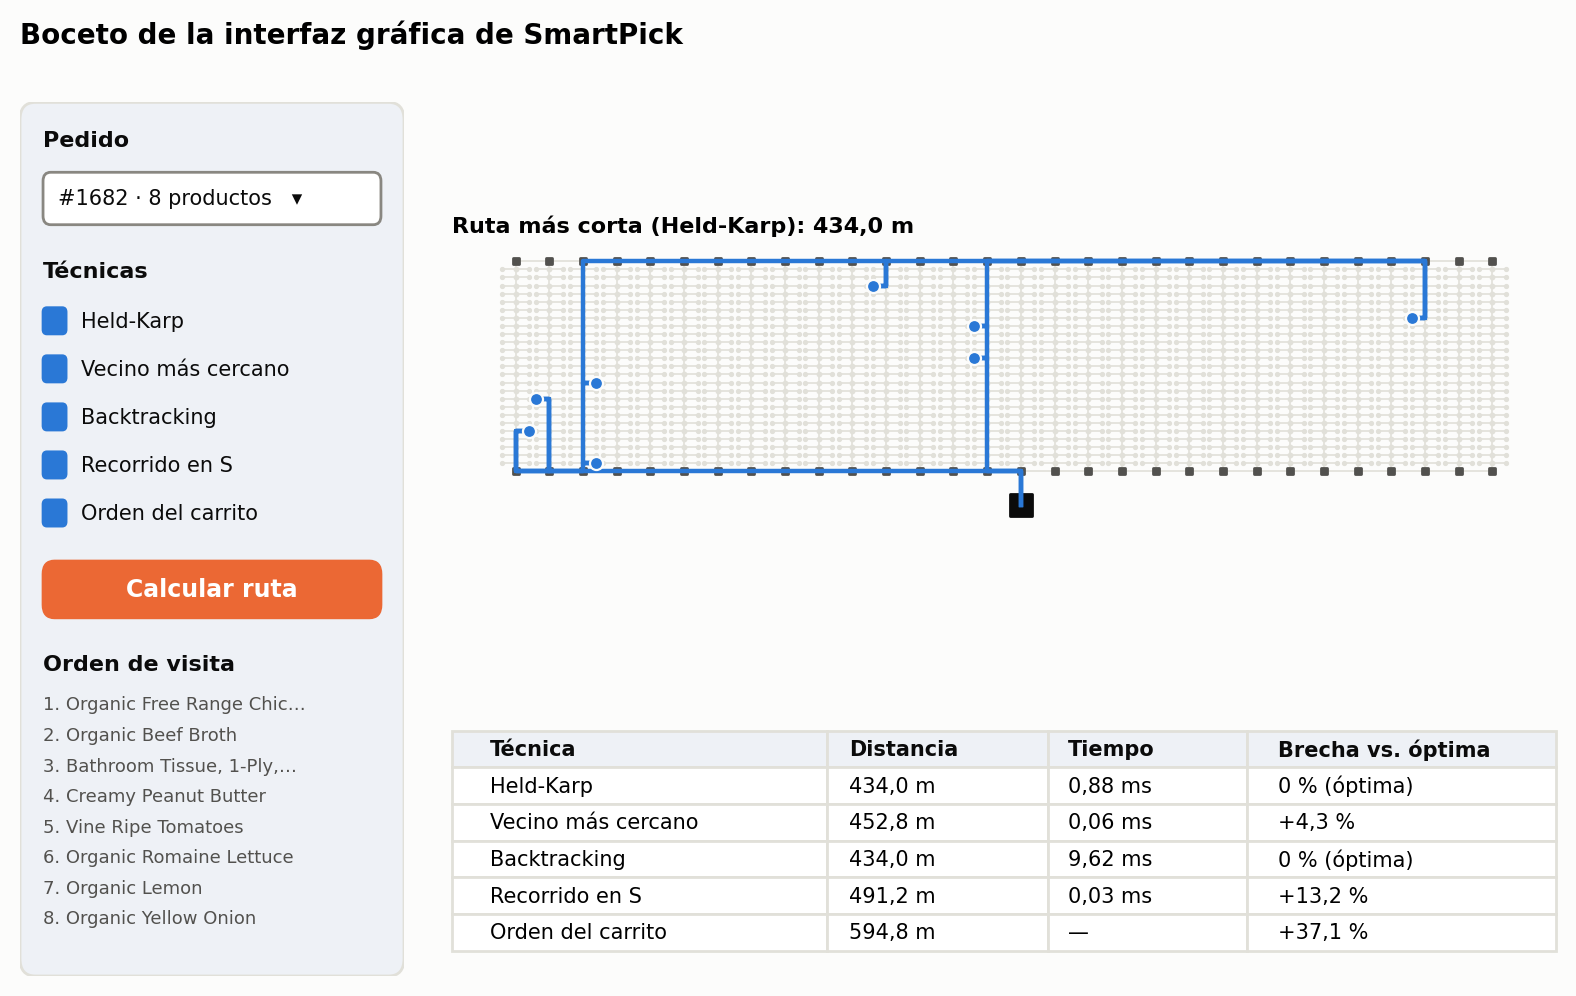 Boceto de la interfaz gráfica de SmartPick
Pedido
#1682 · 8 productos ▼
Técnicas
Held-Karp
Vecino más cercano
Backtracking
Recorrido en S
Orden del carrito
Calcular ruta
Orden de visita
1. Organic Free Range Chic…
2. Organic Beef Broth
3. Bathroom Tissue, 1-Ply,…
4. Creamy Peanut Butter
5. Vine Ripe Tomatoes
6. Organic Romaine Lettuce
7. Organic Lemon
8. Organic Yellow Onion
Ruta más corta (Held-Karp): 434,0 m
Técnica Distancia Tiempo Brecha vs. óptima
Held-Karp 434,0 m 0,88 ms 0 % (óptima)
Vecino más cercano 452,8 m 0,06 ms +4,3 %
Backtracking 434,0 m 9,62 ms 0 % (óptima)
Recorrido en S 491,2 m 0,03 ms +13,2 %
Orden del carrito 594,8 m — +37,1 %